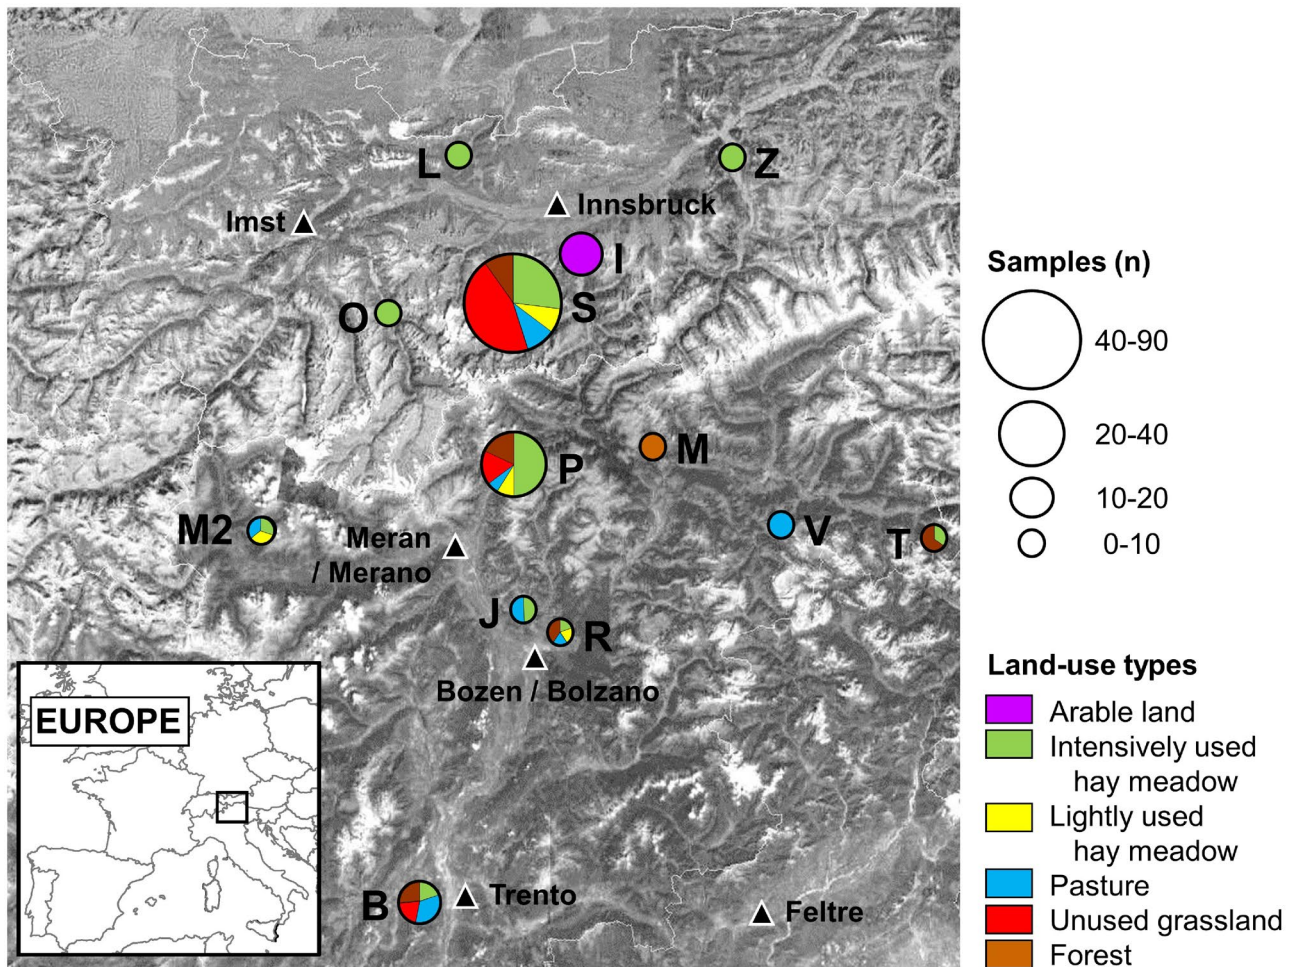 L
Z
Imst
Innsbruck
I
S
O
P
M
M2
Meran
/ Merano
V
T
J
R
Bozen / Bolzano
EUROPE
B
Trento
Feltre
Samples (n)
40-90
20-40
10-20
0-10
Land-use types
Arable land
Intensively used
hay meadow
Lightly used
hay meadow
Pasture
Unused grassland
Forest